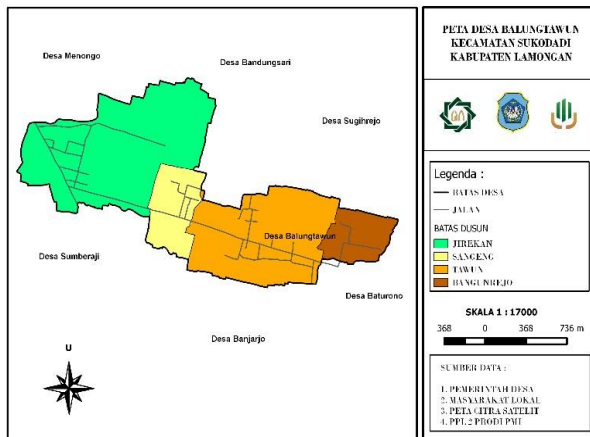 Desa Menongo
Desa Bandungsari
Desa Sugihrejo
Desa Balungtawun
Desa Sumberaji
Desa Baturono
Desa Banjarjo
U
PETA DESA BALUNGTAWUN
KECAMATAN SUKODADI
KABUPATEN LAMONGAN
Legenda :
BATAS DESA
JALAN
BATAS DUSUN
JIREKAN
SANGENG
TAWUN
BANGUNREJO
SKALA 1 : 17000
368 0 368 736 m
SUMBER DATA :
1. PEMERINTAH DESA
2. MASYARAKAT LOKAL
3. PETA CITRA SATELIT
4. PPL 2 PRODI PMI